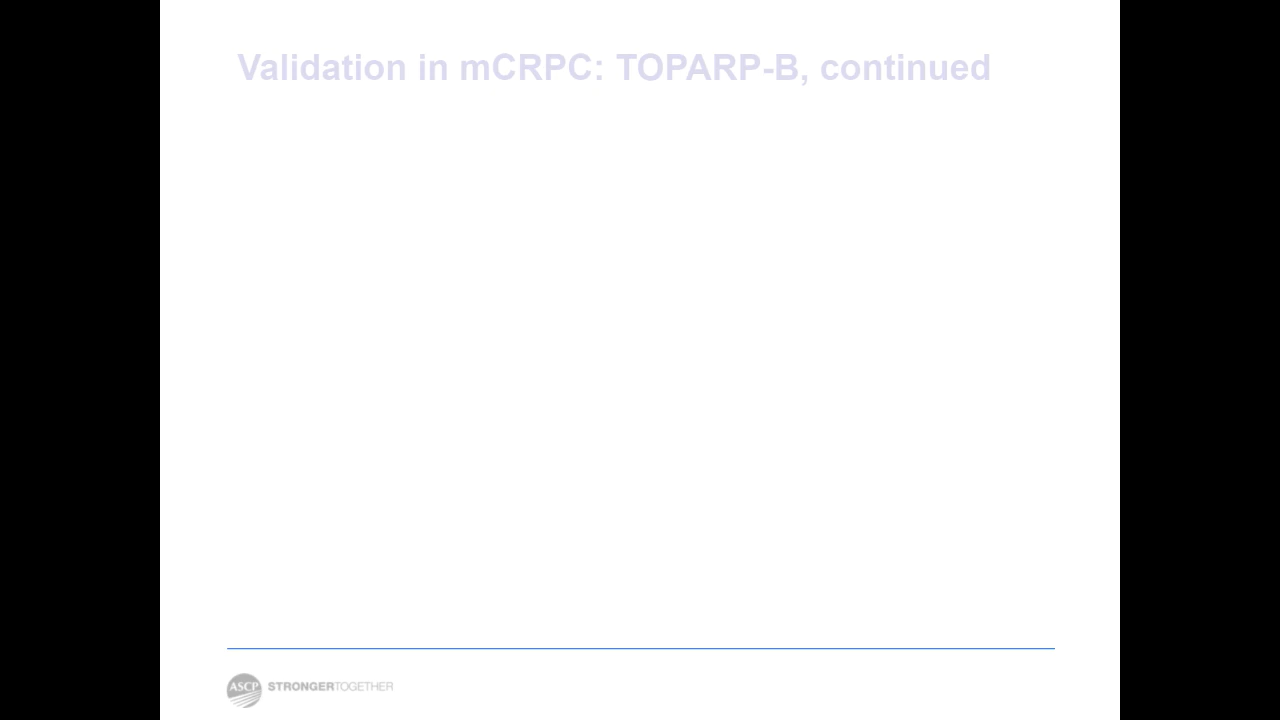 Validation in mCRPC: TOPARP-B, continued
ASCP STRONGERTOGETHER